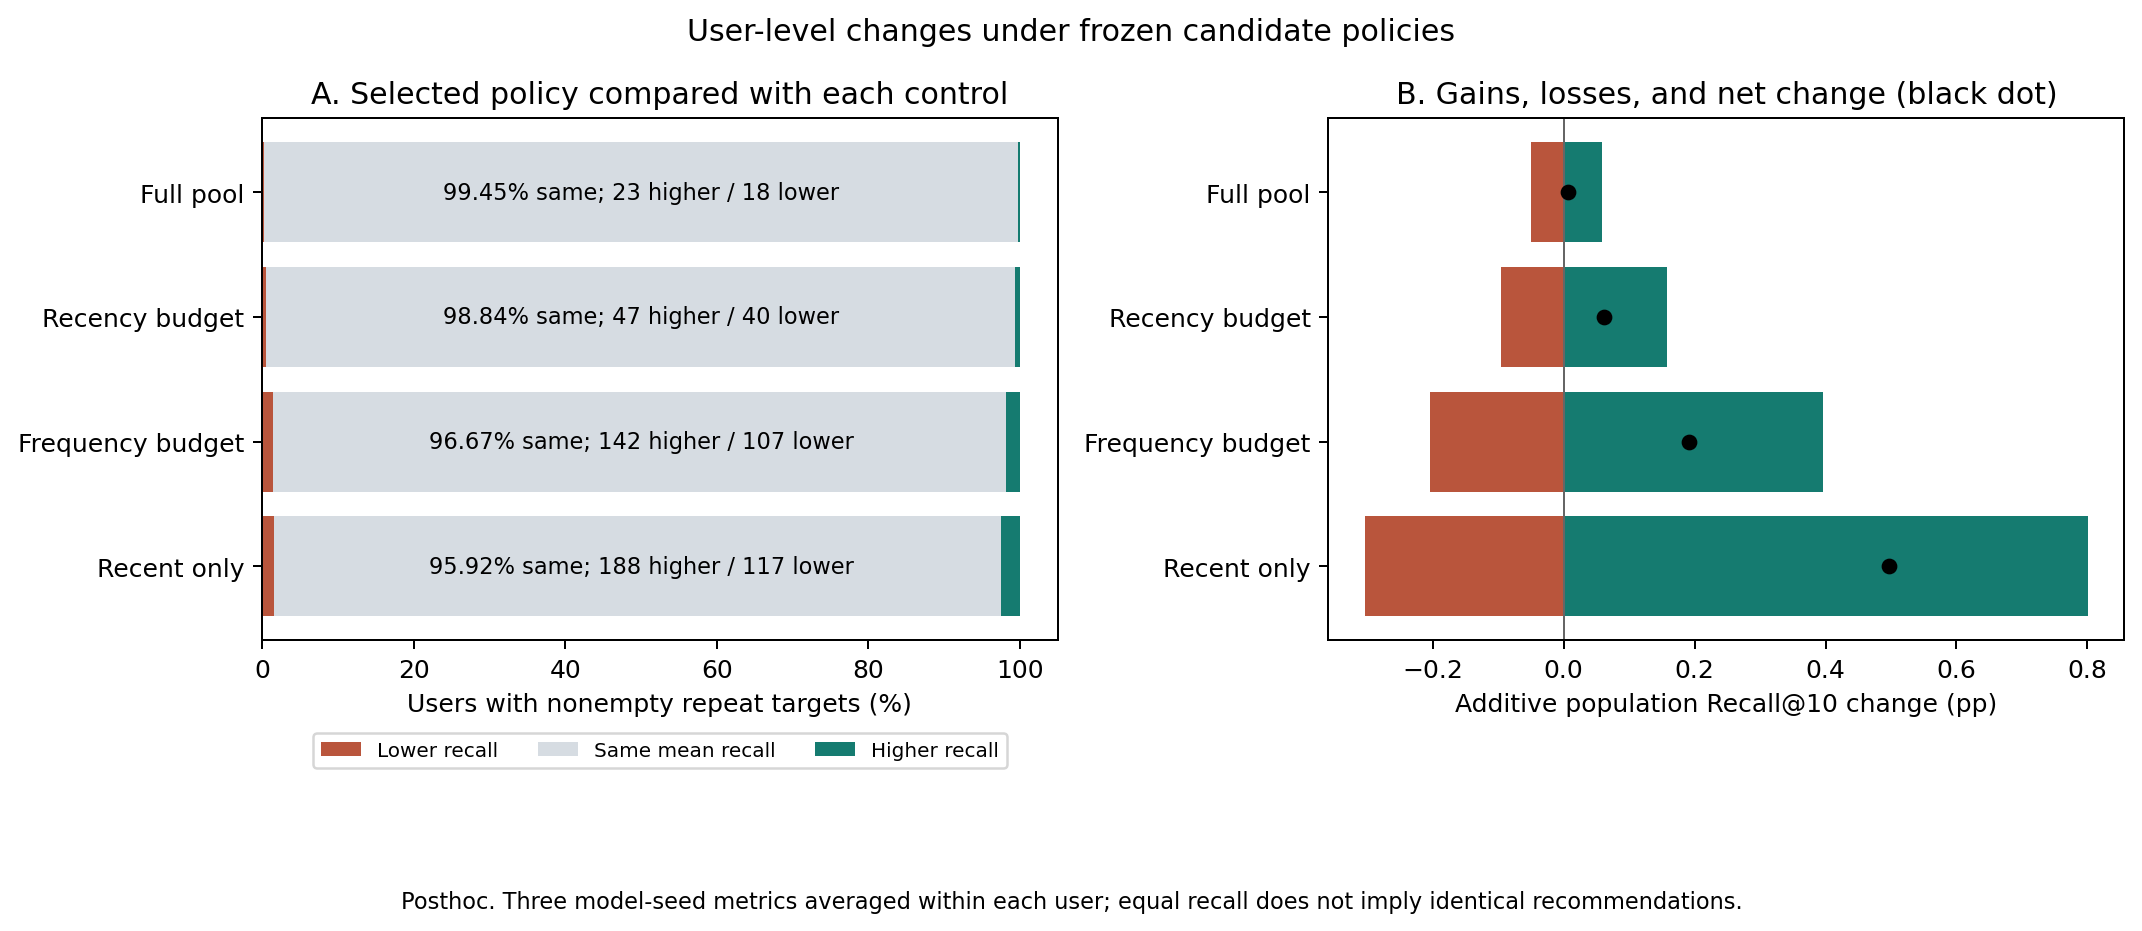 User-level changes under frozen candidate policies
A. Selected policy compared with each control
Full pool
99.45% same; 23 higher / 18 lower
Recency budget
98.84% same; 47 higher / 40 lower
Frequency budget
96.67% same; 142 higher / 107 lower
Recent only
95.92% same; 188 higher / 117 lower
0 20 40 60 80 100
Users with nonempty repeat targets (%)
Lower recall Same mean recall Higher recall
B. Gains, losses, and net change (black dot)
Full pool
Recency budget
Frequency budget
Recent only
−0.2 0.0 0.2 0.4 0.6 0.8
Additive population Recall@10 change (pp)
Posthoc. Three model-seed metrics averaged within each user; equal recall does not imply identical recommendations.